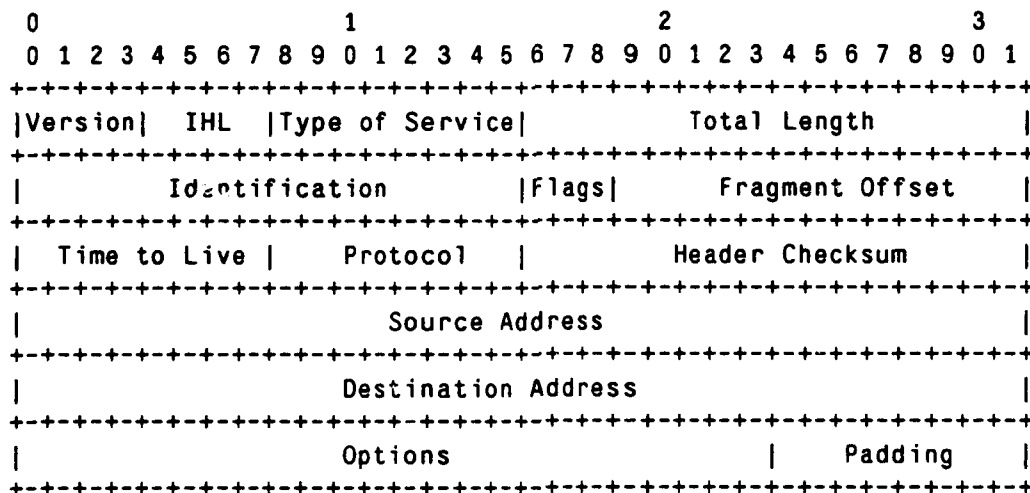 0                   1                   2                   3
0 1 2 3 4 5 6 7 8 9 0 1 2 3 4 5 6 7 8 9 0 1 2 3 4 5 6 7 8 9 0 1
+-+-+-+-+-+-+-+-+-+-+-+-+-+-+-+-+-+-+-+-+-+-+-+-+-+-+-+-+-+-+-+-+
|Version|  IHL  |Type of Service|          Total Length         |
+-+-+-+-+-+-+-+-+-+-+-+-+-+-+-+-+-+-+-+-+-+-+-+-+-+-+-+-+-+-+-+-+
|         Identification        |Flags|      Fragment Offset    |
+-+-+-+-+-+-+-+-+-+-+-+-+-+-+-+-+-+-+-+-+-+-+-+-+-+-+-+-+-+-+-+-+
|  Time to Live |    Protocol   |         Header Checksum       |
+-+-+-+-+-+-+-+-+-+-+-+-+-+-+-+-+-+-+-+-+-+-+-+-+-+-+-+-+-+-+-+-+
|                       Source Address                          |
+-+-+-+-+-+-+-+-+-+-+-+-+-+-+-+-+-+-+-+-+-+-+-+-+-+-+-+-+-+-+-+-+
|                    Destination Address                        |
+-+-+-+-+-+-+-+-+-+-+-+-+-+-+-+-+-+-+-+-+-+-+-+-+-+-+-+-+-+-+-+-+
|                    Options                    |    Padding    |
+-+-+-+-+-+-+-+-+-+-+-+-+-+-+-+-+-+-+-+-+-+-+-+-+-+-+-+-+-+-+-+-+